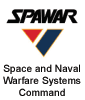 SPAWAR
Space and Naval
Warfare Systems
Command